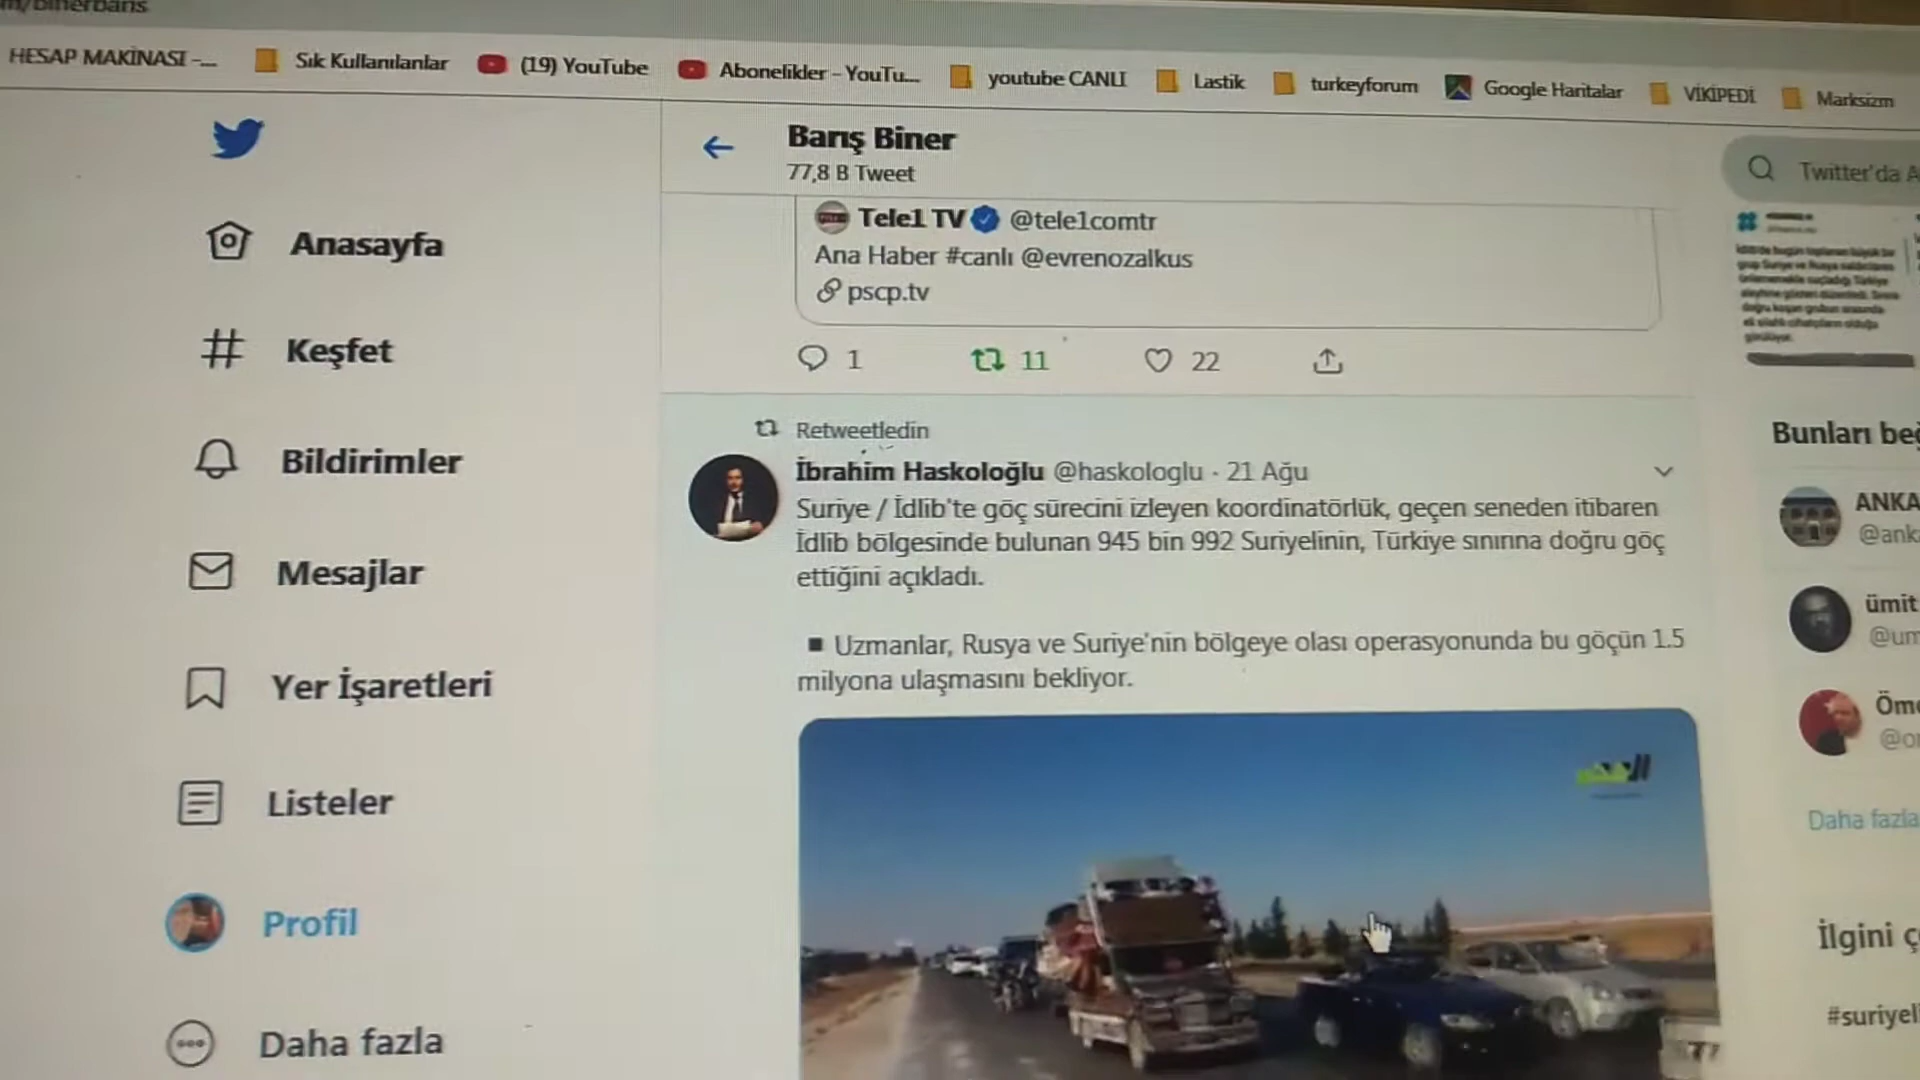 HESAP MAKİNASI -...
Sık Kullanılanlar
(19) YouTube
Abonelikler - YouTu...
youtube CANLI
Lastik
turkeyforum
Google Haritalar
VİKİPEDİ
Marksizm
Barış Biner
77,8 B Tweet
Twitter'da A
Anasayfa
Keşfet
Bildirimler
Mesajlar
Yer İşaretleri
Listeler
Profil
Daha fazla
Tele1 TV @tele1comtr
Ana Haber #canlı @evrenozalkus
pscp.tv
1 11 22
Retweetledin
İbrahim Haskoloğlu @haskologlu · 21 Ağu
Suriye / İdlib'te göç sürecini izleyen koordinatörlük, geçen seneden itibaren
İdlib bölgesinde bulunan 945 bin 992 Suriyelinin, Türkiye sınırına doğru göç
ettiğini açıkladı.
▪ Uzmanlar, Rusya ve Suriye'nin bölgeye olası operasyonunda bu göçün 1.5
milyona ulaşmasını bekliyor.
Bunları beğ
ANKA
@ank
ümit
@um
Öme
Daha fazla
İlgini ç
#suriyel